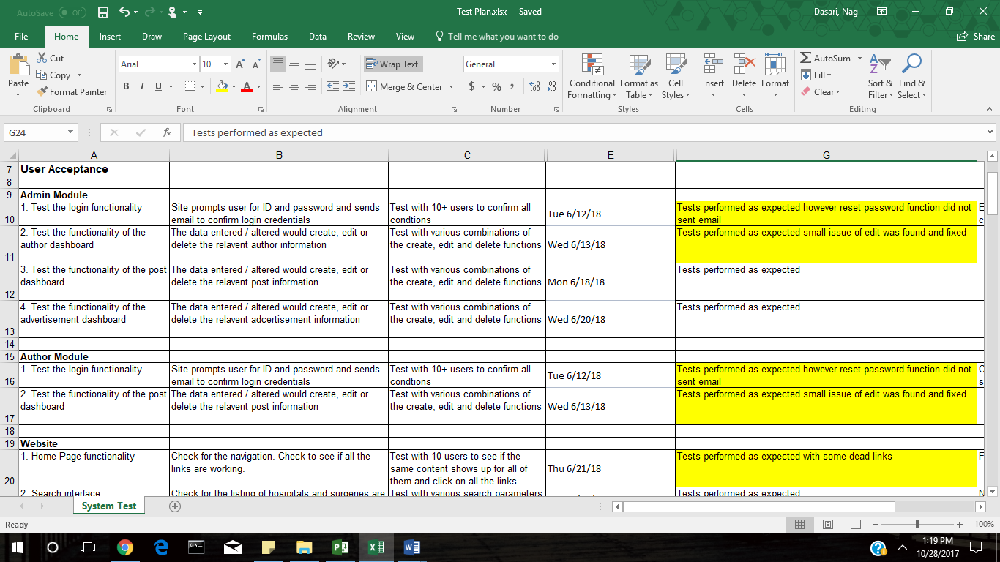 AutoSave Off
Test Plan.xlsx - Saved
Dasari, Nag
File Home Insert Draw Page Layout Formulas Data Review View Tell me what you want to do Share
Paste
Cut
Copy
Format Painter
Clipboard
Arial 10 A A
B I U A
Font
Wrap Text
Merge & Center
Alignment
General
$ % ,
Number
Conditional Formatting
Format as Table
Cell Styles
Styles
Insert Delete Format
Cells
AutoSum
Fill
Clear
Sort & Filter
Find & Select
Editing
G24 fx Tests performed as expected
A B C E G
7 User Acceptance
8
9 Admin Module
10 1. Test the login functionality
Site prompts user for ID and password and sends
email to confirm login credentials
Test with 10+ users to confirm all
condtions
Tue 6/12/18
Tests performed as expected however reset password function did not
sent email
E
c
11 2. Test the functionality of the
author dashboard
The data entered / altered would create, edit or
delete the relavent author information
Test with various combinations of
the create, edit and delete functions
Wed 6/13/18
Tests performed as expected small issue of edit was found and fixed
12 3. Test the functionality of the post
dashboard
The data entered / altered would create, edit or
delete the relavent post information
Test with various combinations of
the create, edit and delete functions
Mon 6/18/18
Tests performed as expected
13 4. Test the functionality of the
advertisement dashboard
The data entered / altered would create, edit or
delete the relavent adcertisement information
Test with various combinations of
the create, edit and delete functions
Wed 6/20/18
Tests performed as expected
14
15 Author Module
16 1. Test the login functionality
Site prompts user for ID and password and sends
email to confirm login credentials
Test with 10+ users to confirm all
condtions
Tue 6/12/18
Tests performed as expected however reset password function did not
sent email
17 2. Test the functionality of the post
dashboard
The data entered / altered would create, edit or
delete the relavent post information
Test with various combinations of
the create, edit and delete functions
Wed 6/13/18
Tests performed as expected small issue of edit was found and fixed
18
19 Website
20 1. Home Page functionality
Check for the navigation. Check to see if all the
links are working.
Test with 10 users to see if the
same content shows up for all of
them and click on all the links
Thu 6/21/18
Tests performed as expected with some dead links
F
2. Search interface
Check for the listing of hosipitals and surgeries are
Test with various search parameters
Tests performed as expected
System Test
Ready
100%
1:19 PM
10/28/2017